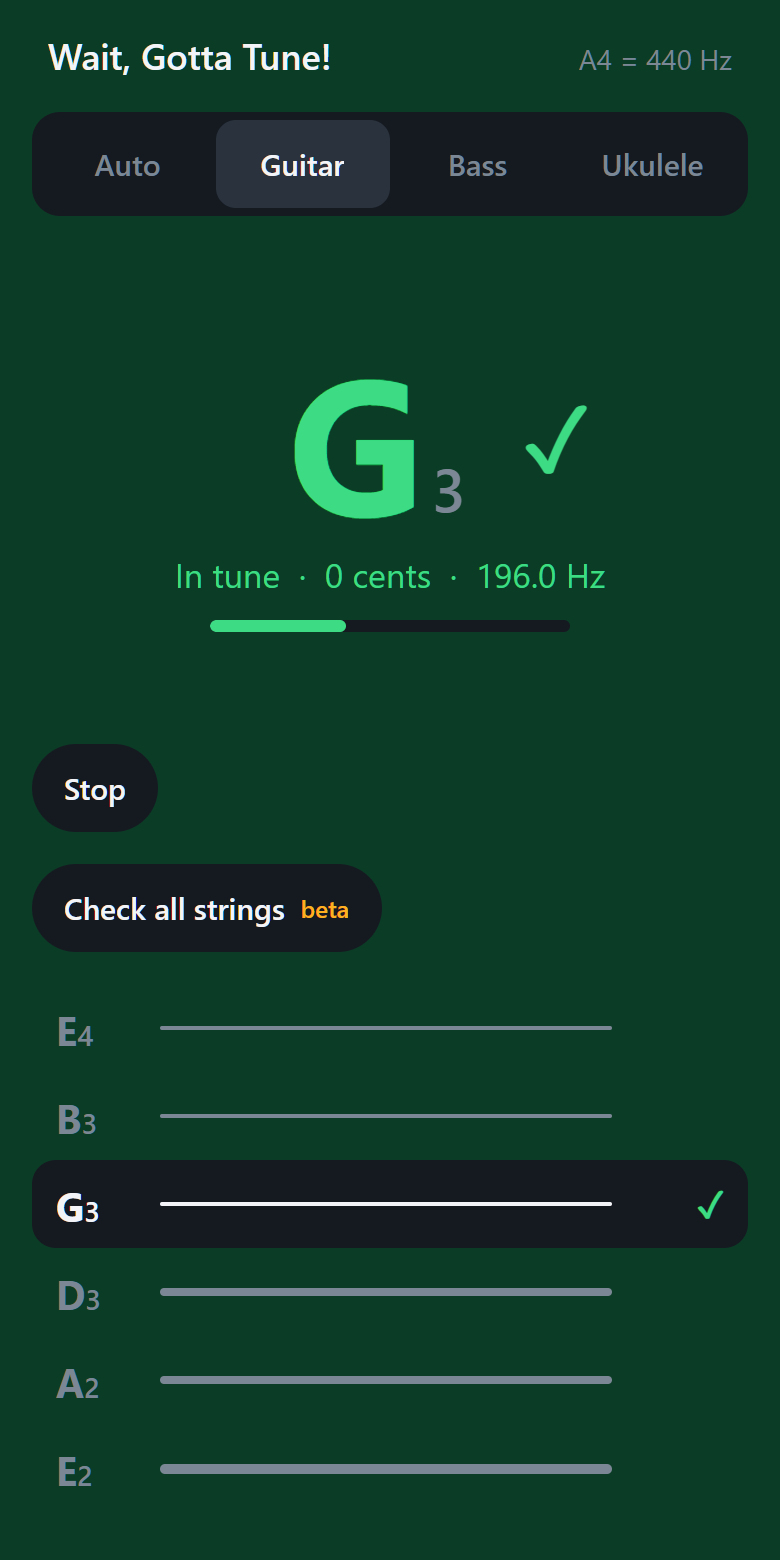 Wait, Gotta Tune! A4 = 440 Hz
Auto Guitar Bass Ukulele
G3 ✓
In tune · 0 cents · 196.0 Hz
Stop
Check all strings beta
E4
B3
G3 ✓
D3
A2
E2